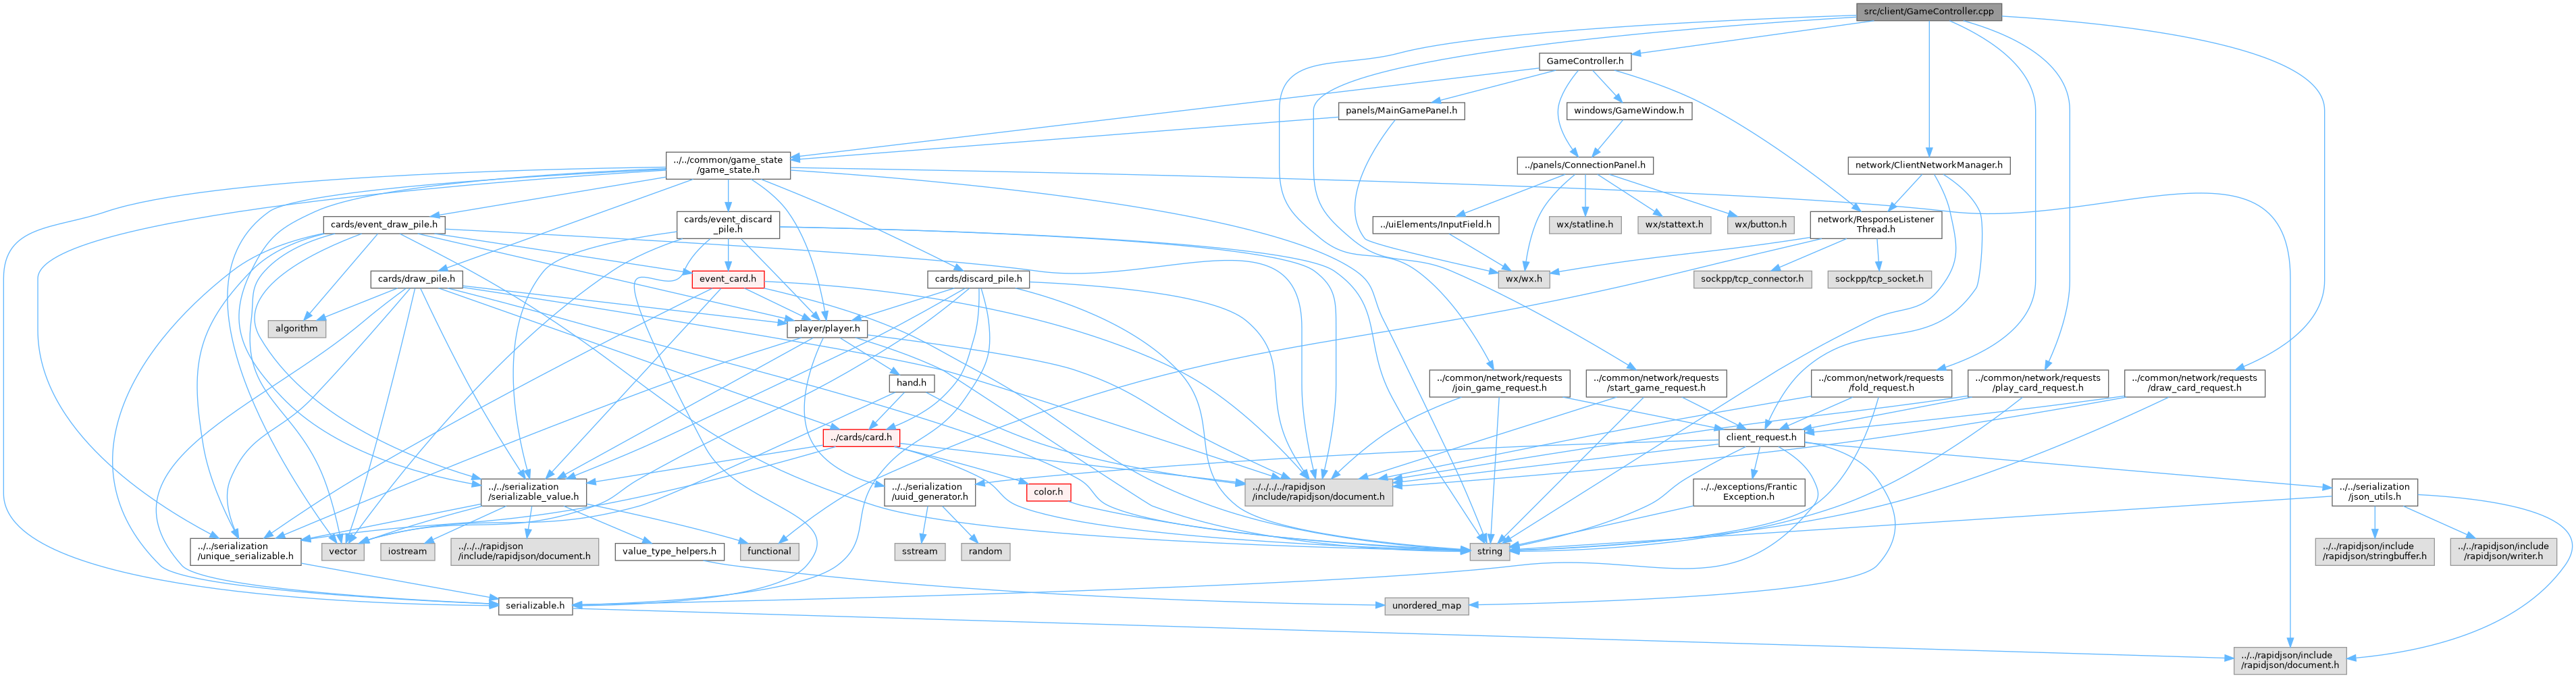 src/client/GameController.cpp
GameController.h
panels/MainGamePanel.h
windows/GameWindow.h
../../common/game_state
/game_state.h
../panels/ConnectionPanel.h
network/ClientNetworkManager.h
cards/event_draw_pile.h
cards/event_discard
_pile.h
../uiElements/InputField.h
wx/statline.h
wx/stattext.h
wx/button.h
network/ResponseListener
Thread.h
cards/draw_pile.h
event_card.h
cards/discard_pile.h
wx/wx.h
sockpp/tcp_connector.h
sockpp/tcp_socket.h
algorithm
player/player.h
hand.h
../common/network/requests
/join_game_request.h
../common/network/requests
/start_game_request.h
../common/network/requests
/fold_request.h
../common/network/requests
/play_card_request.h
../common/network/requests
/draw_card_request.h
../cards/card.h
client_request.h
../../serialization
/serializable_value.h
../../serialization
/uuid_generator.h
color.h
../../../../rapidjson
/include/rapidjson/document.h
../../exceptions/Frantic
Exception.h
../../serialization
/json_utils.h
../../serialization
/unique_serializable.h
vector
iostream
../../../rapidjson
/include/rapidjson/document.h
value_type_helpers.h
functional
sstream
random
string
../../rapidjson/include
/rapidjson/stringbuffer.h
../../rapidjson/include
/rapidjson/writer.h
serializable.h
unordered_map
../../rapidjson/include
/rapidjson/document.h